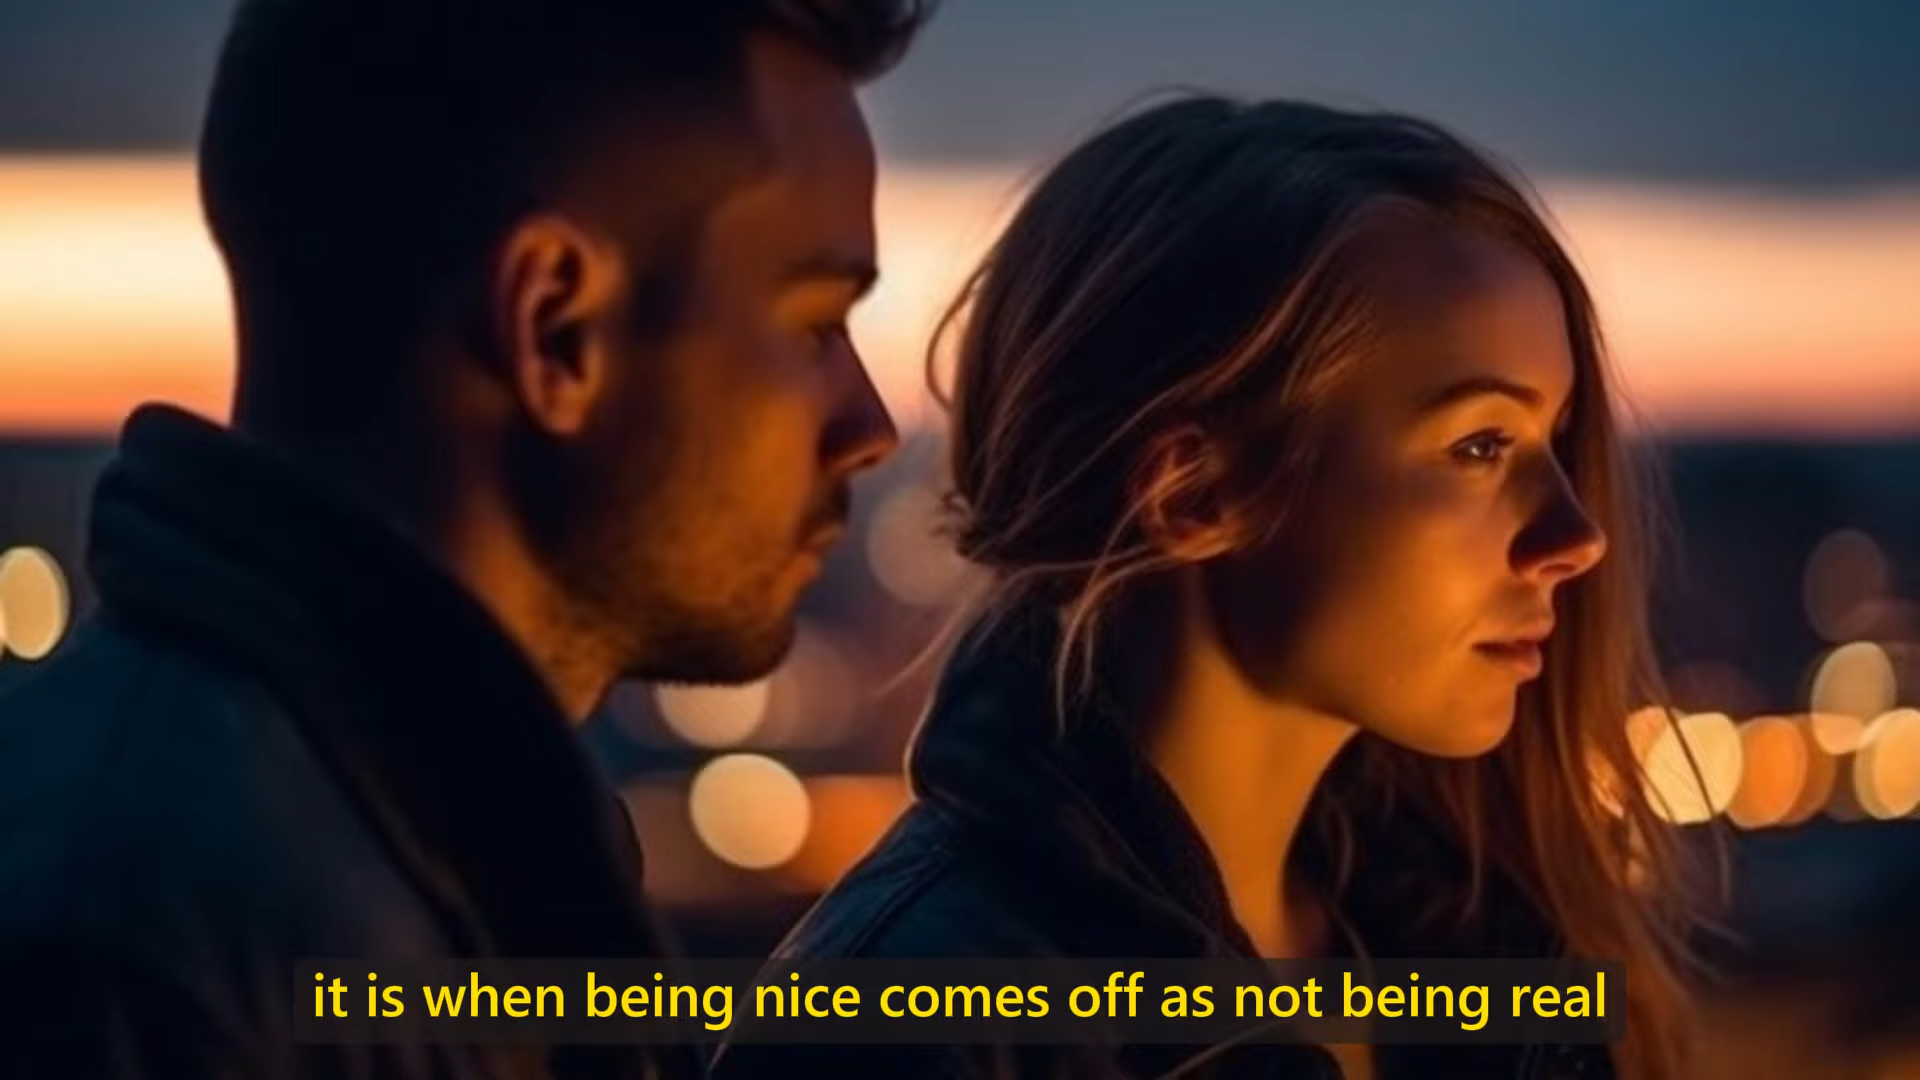 it is when being nice comes off as not being real